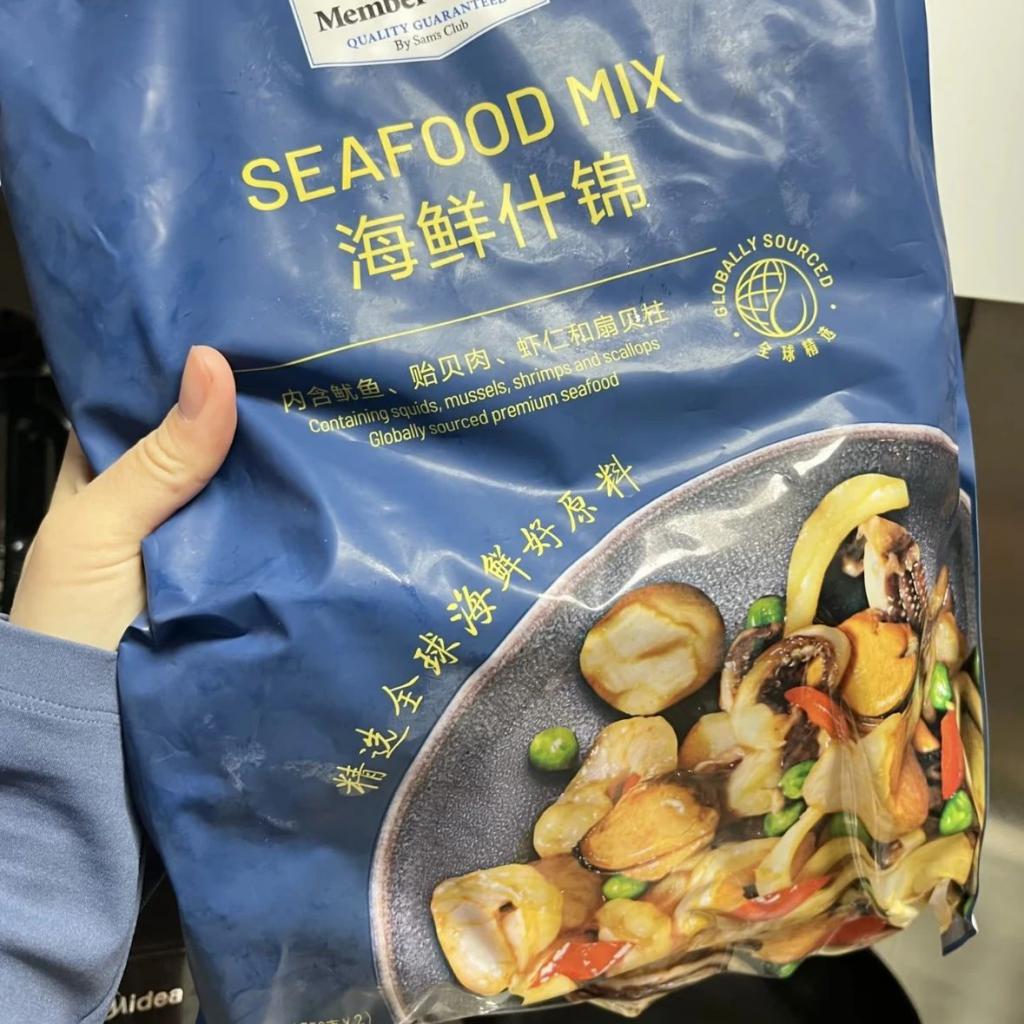 Member
QUALITY GUARANTEED
By Sam's Club
SEAFOOD MIX
海鲜什锦
GLOBALLY SOURCED
全球精选
内含鱿鱼、贻贝肉、虾仁和扇贝柱
Containing squids, mussels, shrimps and scallops
Globally sourced premium seafood
精选全球海鲜好原料
Midea